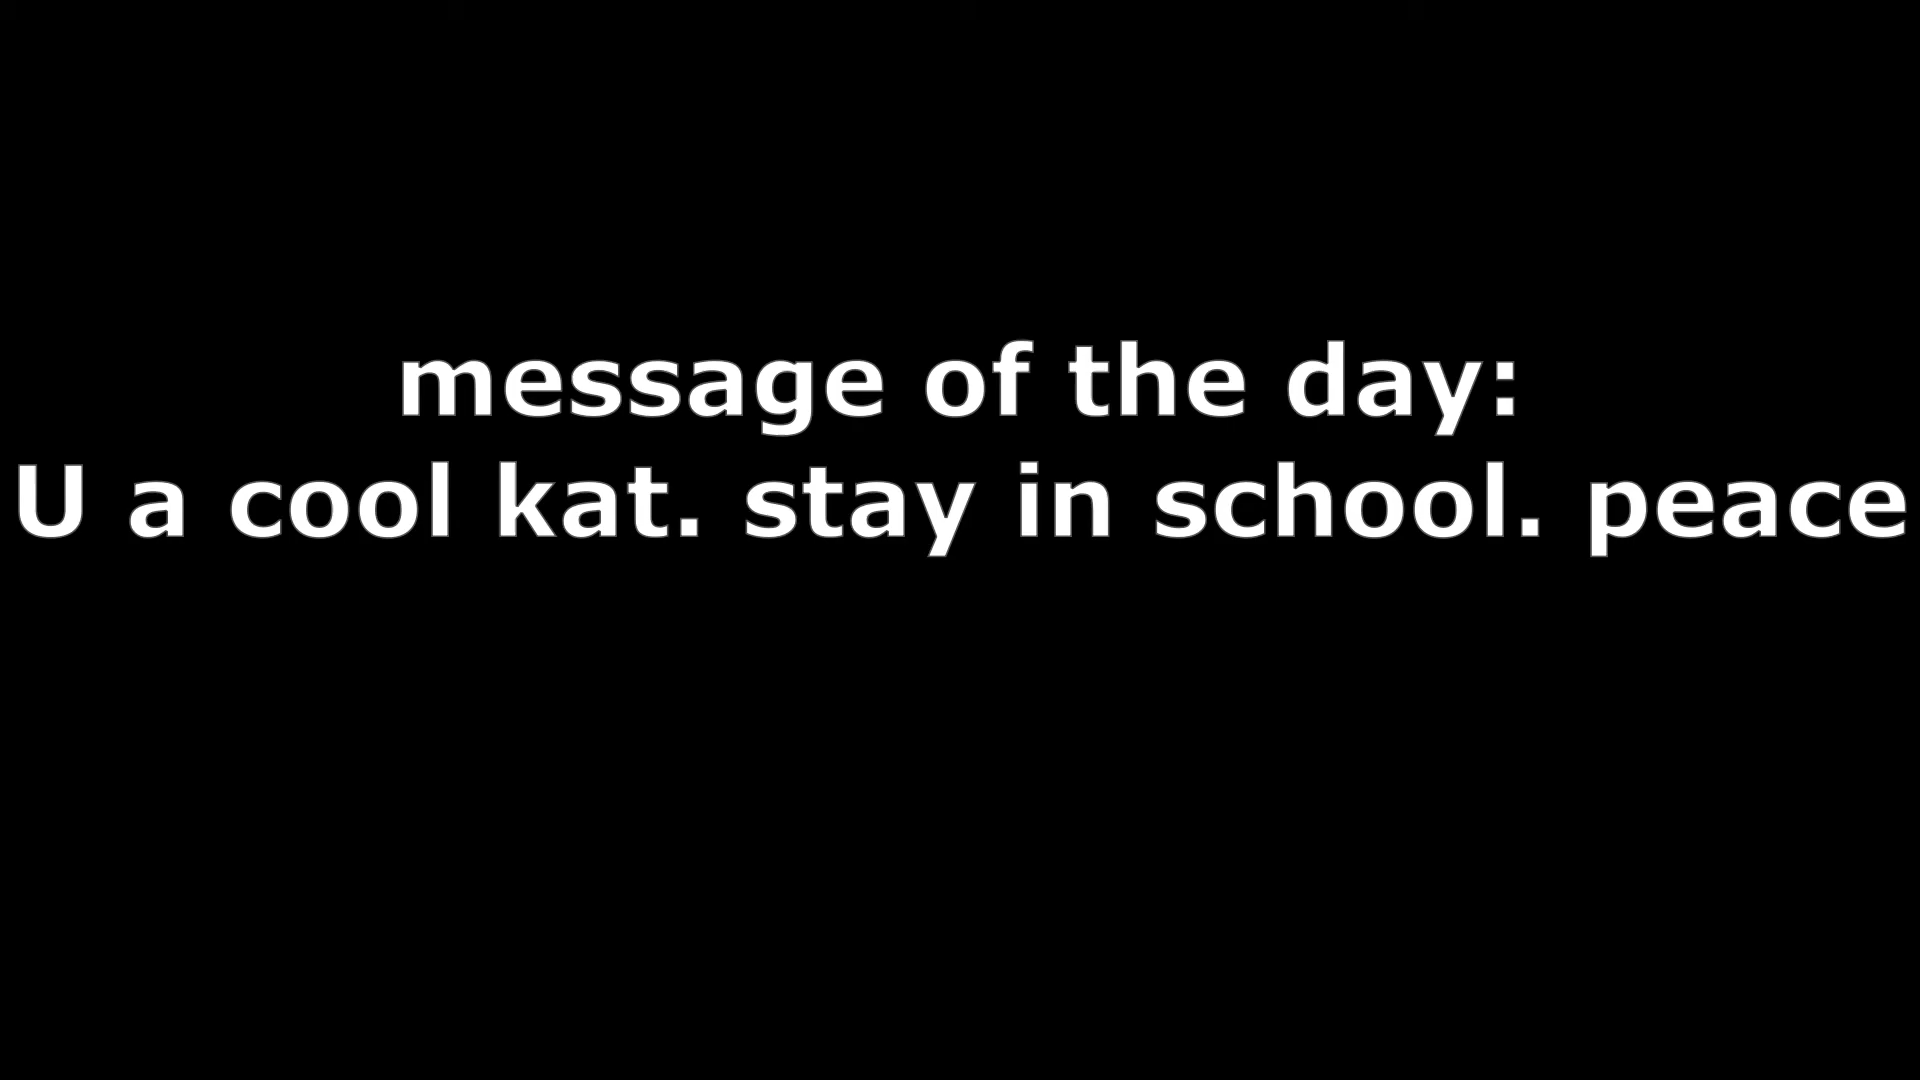 message of the day:
U a cool kat. stay in school. peace